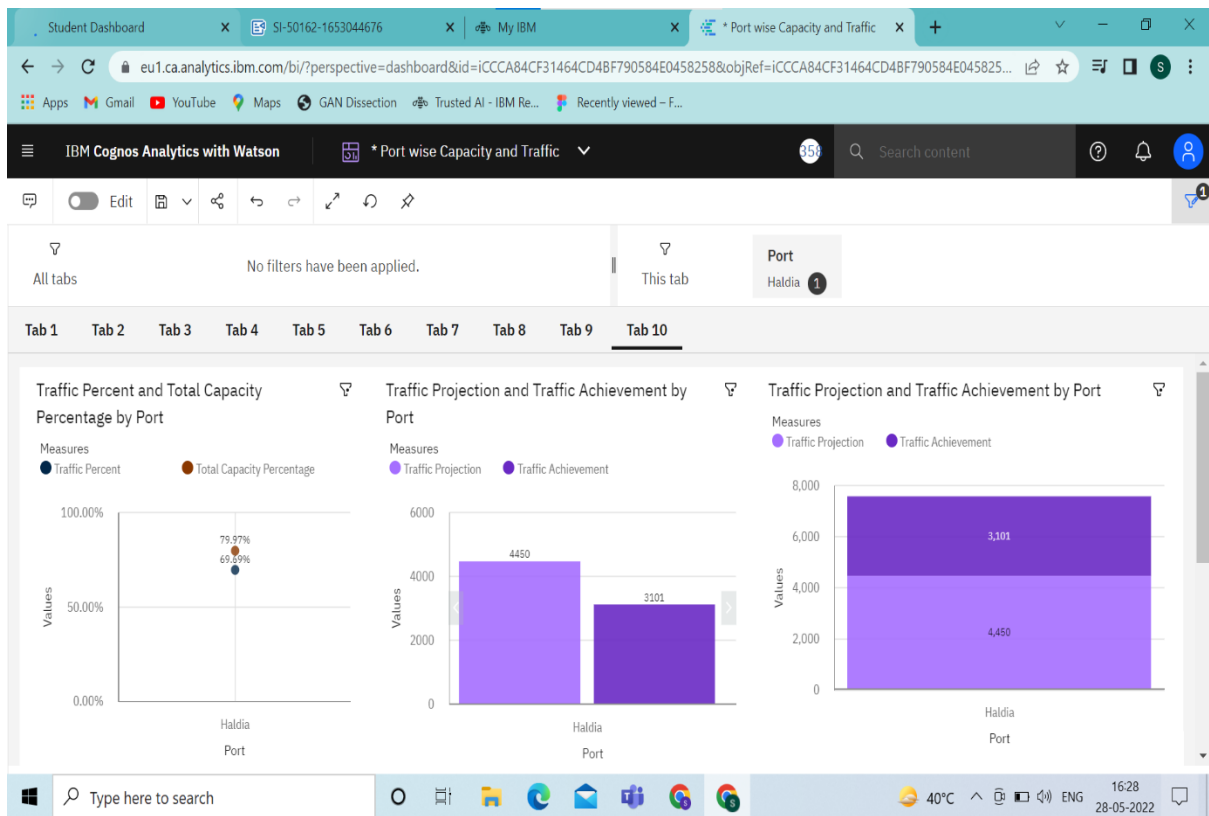 Student Dashboard SI-50162-1653044676 My IBM * Port wise Capacity and Traffic
eu1.ca.analytics.ibm.com/bi/?perspective=dashboard&id=iCCCA84CF31464CD4BF790584E0458258&objRef=iCCCA84CF31464CD4BF790584E045825...
Apps Gmail YouTube Maps GAN Dissection Trusted AI - IBM Re... Recently viewed – F...
IBM Cognos Analytics with Watson * Port wise Capacity and Traffic 358 Search content
Edit 1
All tabs No filters have been applied. This tab Port
Haldia 1
Tab 1 Tab 2 Tab 3 Tab 4 Tab 5 Tab 6 Tab 7 Tab 8 Tab 9 Tab 10
Traffic Percent and Total Capacity
Percentage by Port
Measures
Traffic Percent Total Capacity Percentage
100.00%
79.97%
69.69%
50.00%
Values
0.00%
Haldia
Port
Traffic Projection and Traffic Achievement by
Port
Measures
Traffic Projection Traffic Achievement
6000
4450
4000
3101
Values
2000
0
Haldia
Port
Traffic Projection and Traffic Achievement by Port
Measures
Traffic Projection Traffic Achievement
8,000
6,000
3,101
Values
4,000
4,450
2,000
0
Haldia
Port
Type here to search 40°C ENG 16:28
28-05-2022